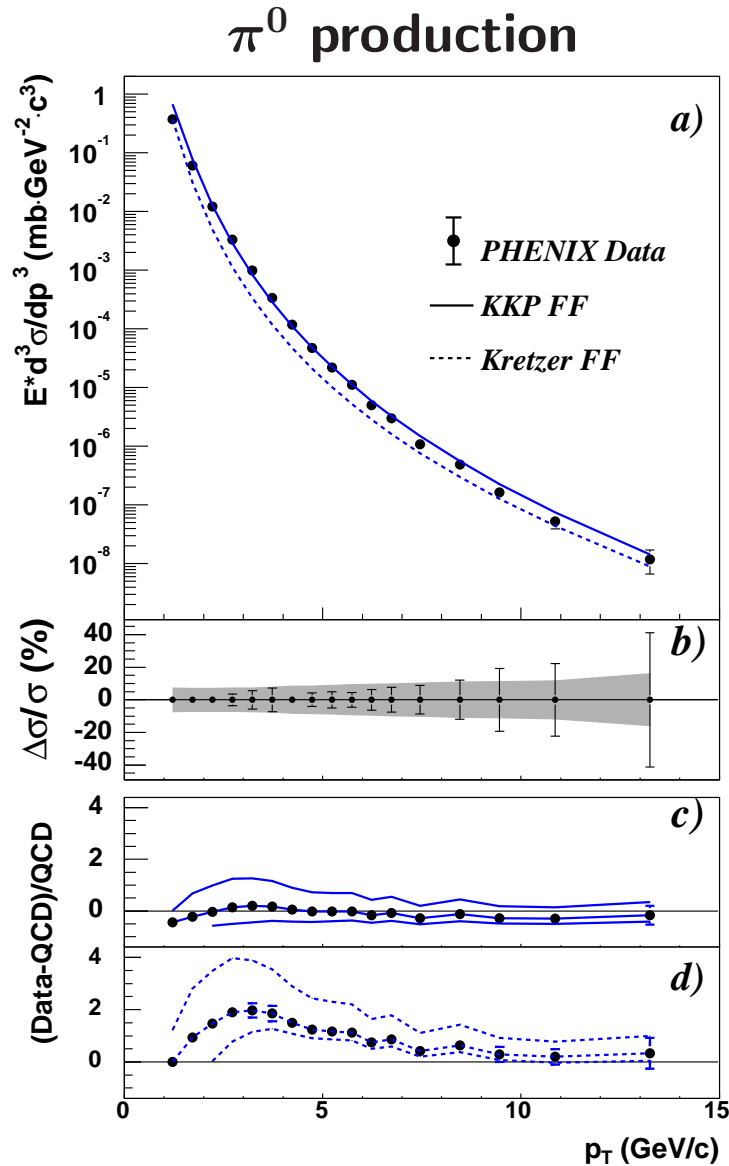 π⁰ production
E*d³σ/dp³ (mb·GeV⁻²·c³)
1
10⁻¹
10⁻²
10⁻³
10⁻⁴
10⁻⁵
10⁻⁶
10⁻⁷
10⁻⁸
a)
PHENIX Data
KKP FF
Kretzer FF
Δσ/σ (%)
40
20
0
-20
-40
b)
(Data-QCD)/QCD
4
2
0
c)
4
2
0
d)
0
5
10
15
p_T (GeV/c)